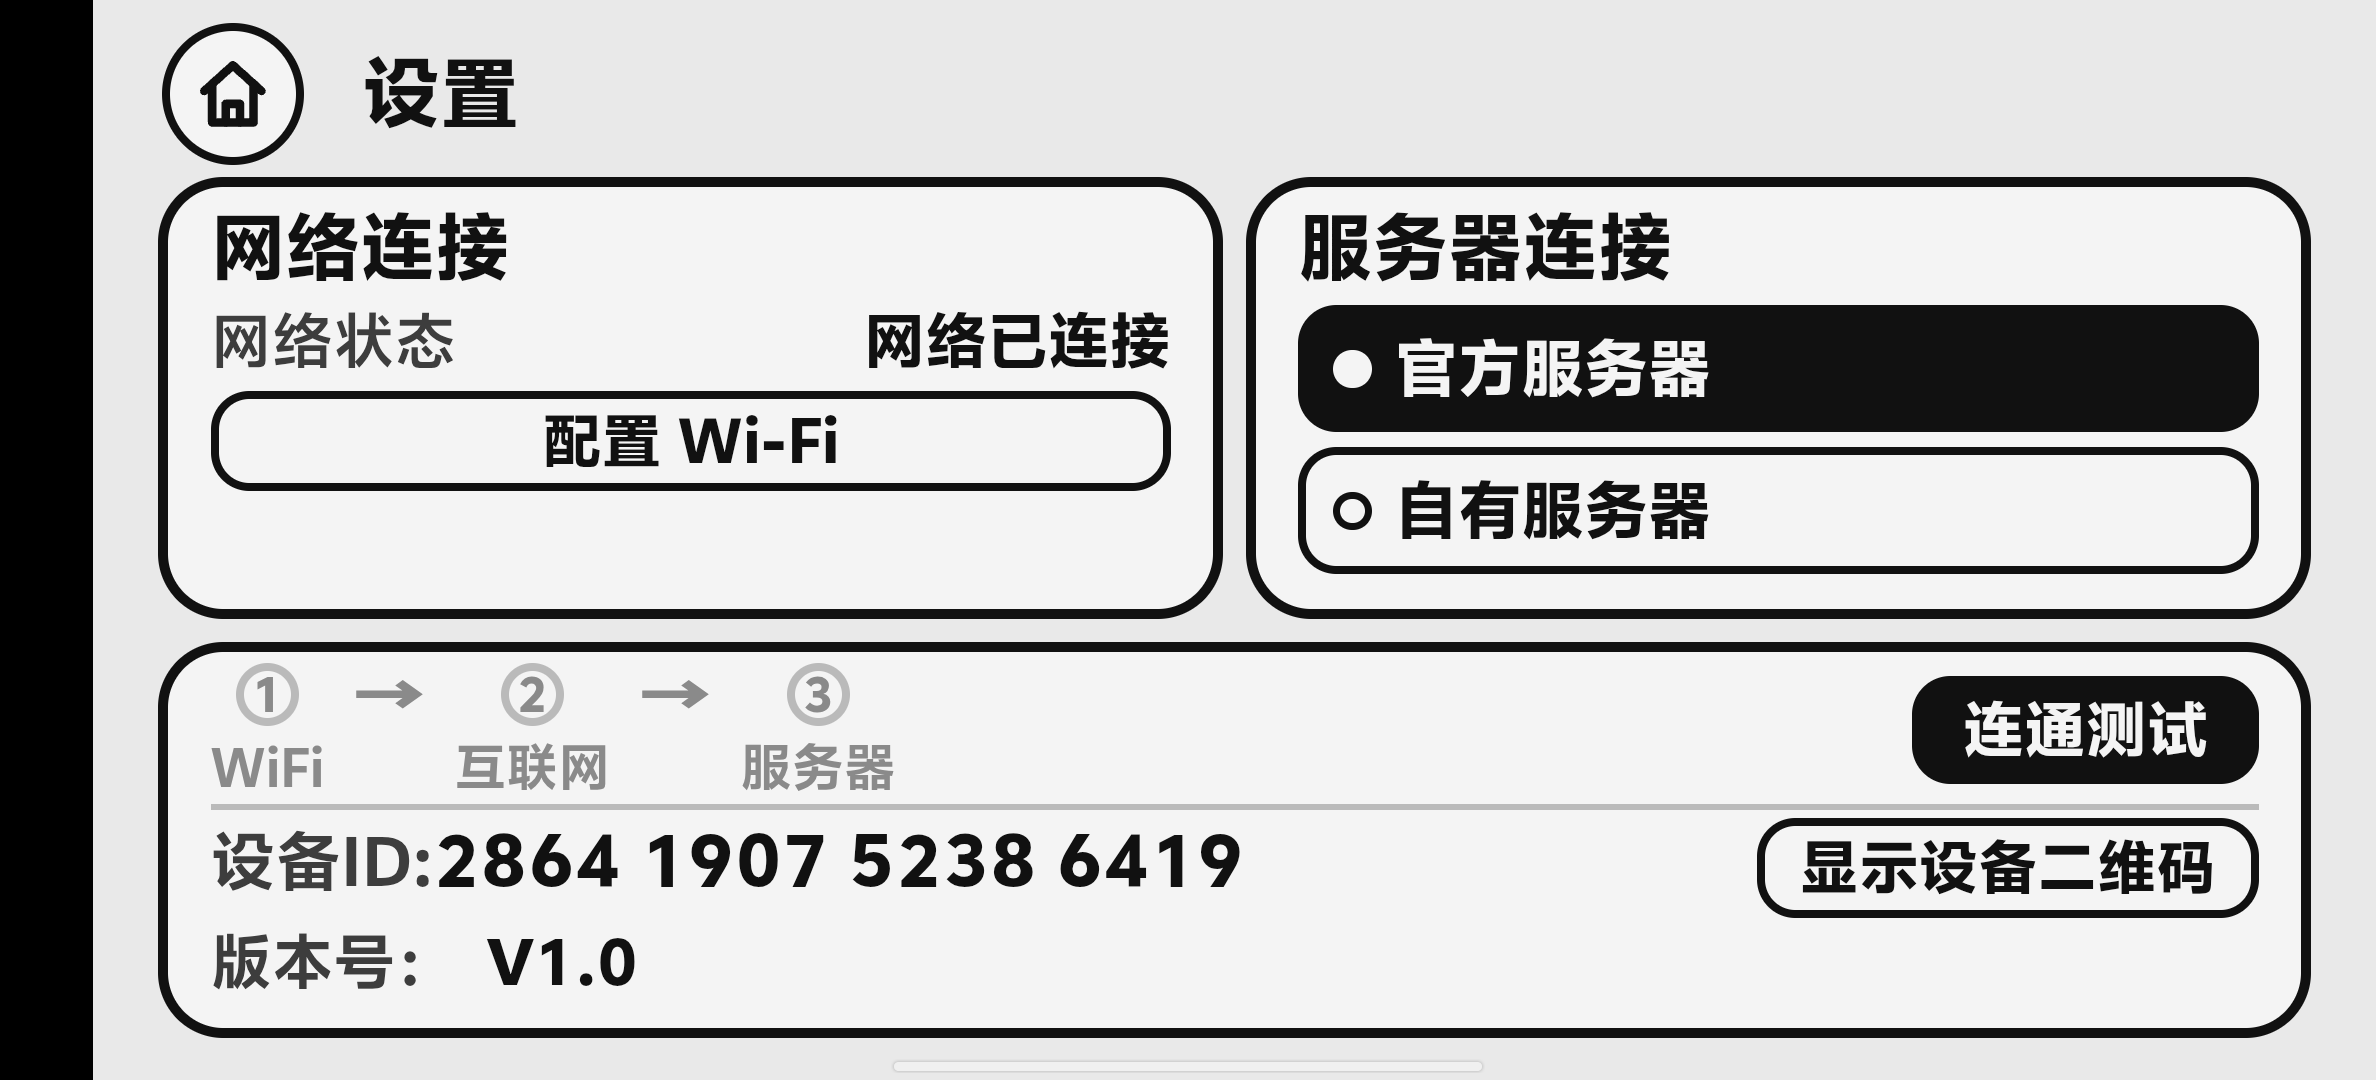 设置
网络连接
网络状态 网络已连接
配置 Wi-Fi
服务器连接
官方服务器
自有服务器
1 → 2 → 3
WiFi 互联网 服务器
连通测试
设备ID:2864 1907 5238 6419
显示设备二维码
版本号: V1.0